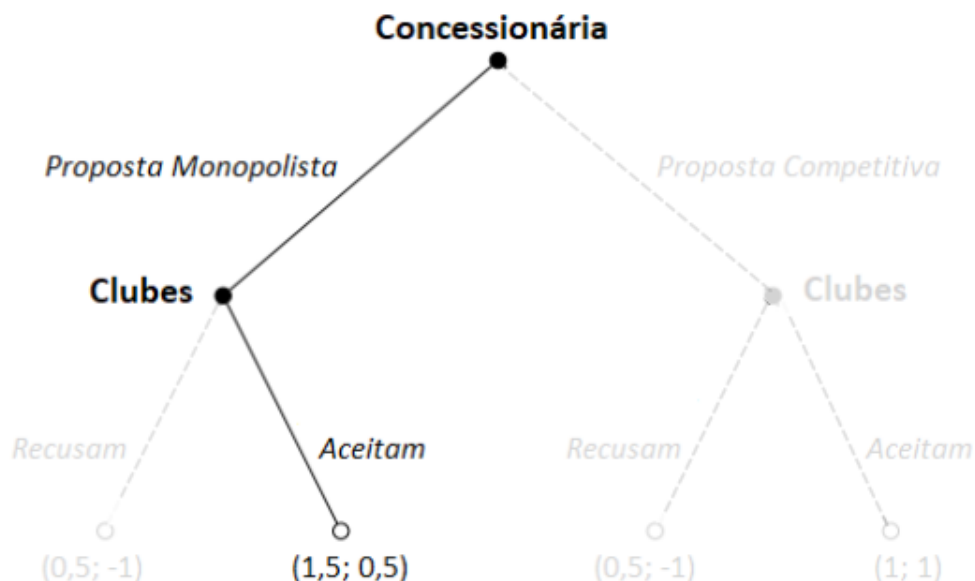 Concessionária
Proposta Monopolista
Proposta Competitiva
Clubes
Clubes
Recusam
Aceitam
Recusam
Aceitam
(0,5; -1)
(1,5; 0,5)
(0,5; -1)
(1; 1)